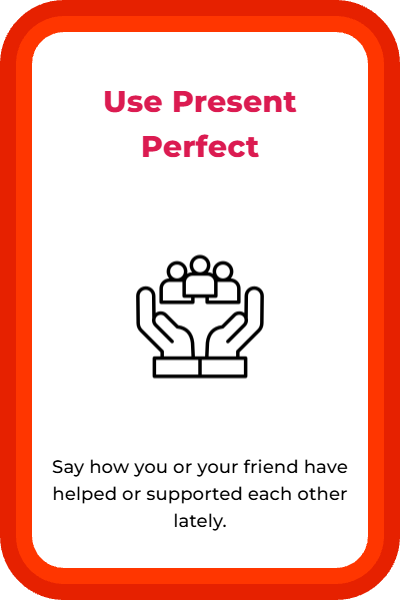 Use Present
Perfect
Say how you or your friend have
helped or supported each other
lately.